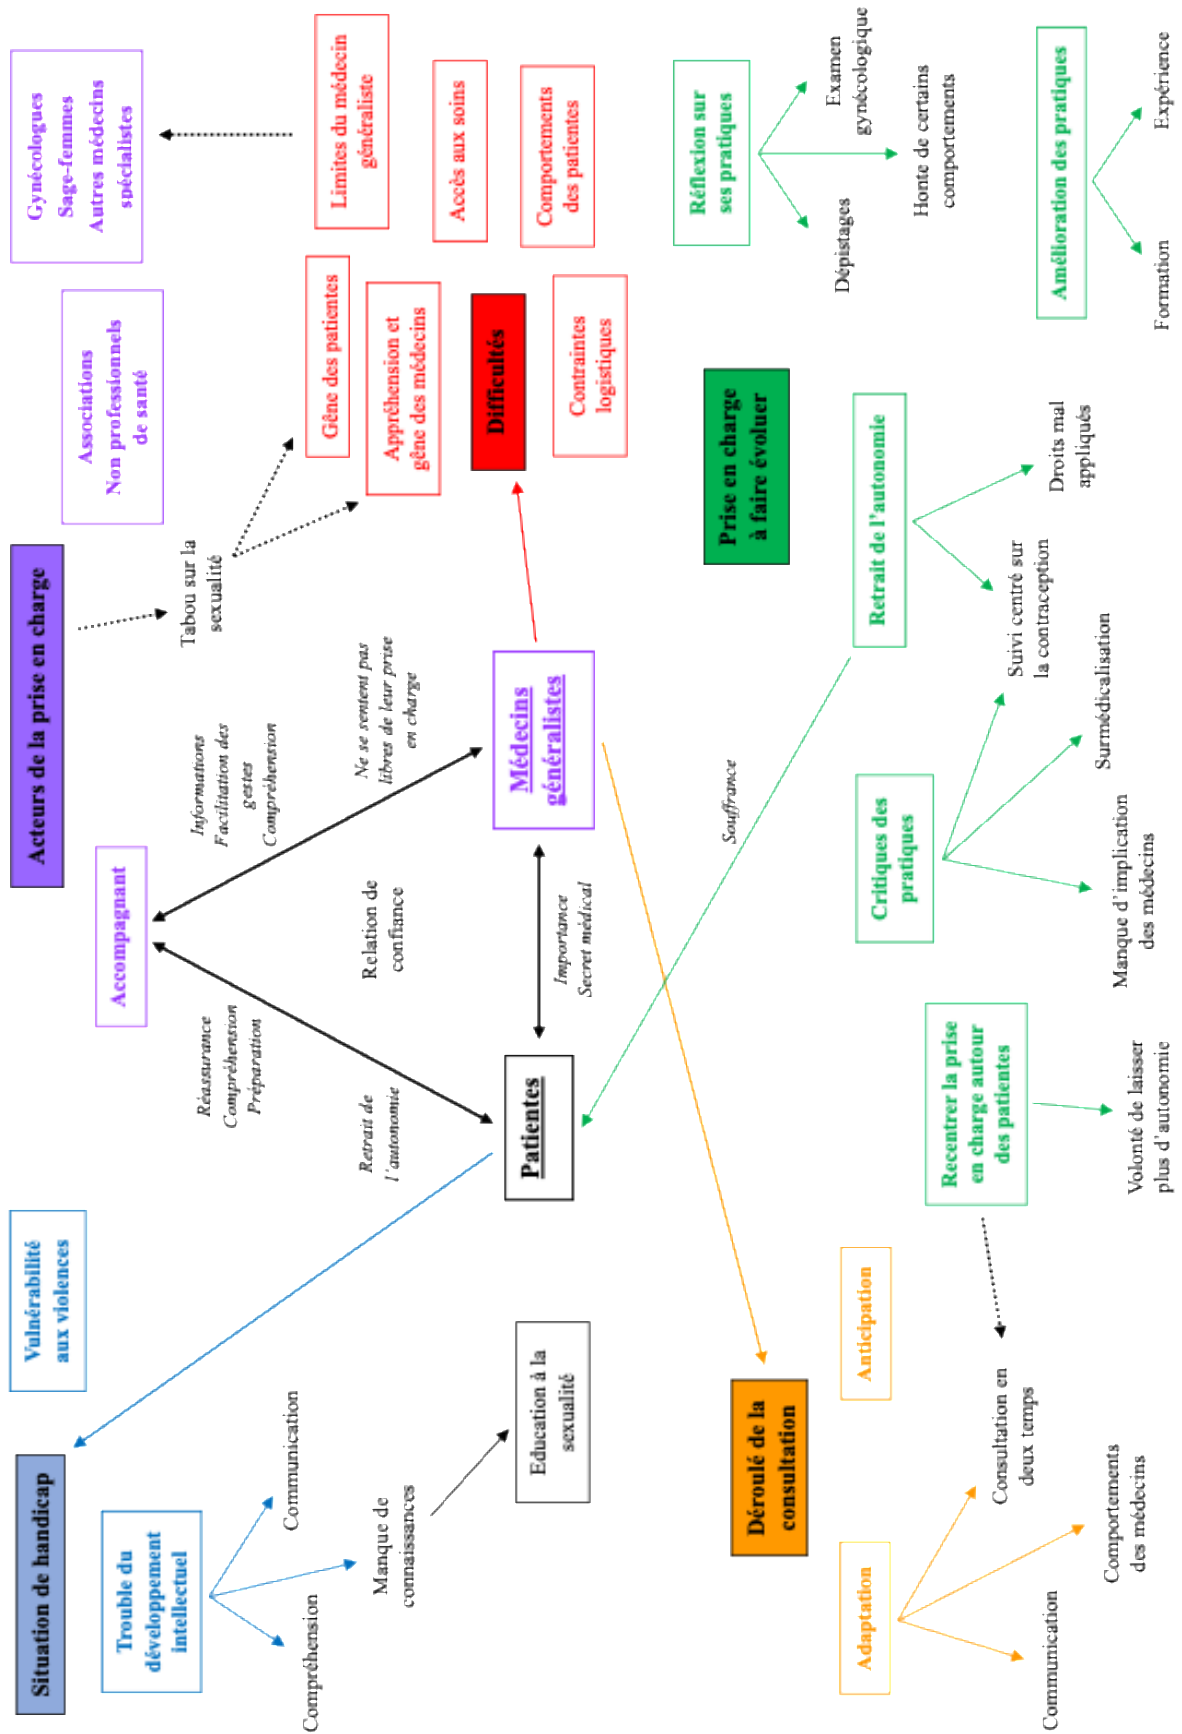 Situation de handicap
Vulnérabilité
aux violences
Trouble du
développement
intellectuel
Communication
Compréhension
Manque de
connaissances
Education à la
sexualité
Acteurs de la prise en charge
Accompagnant
Associations
Non professionnels
de santé
Gynécologues
Sage-femmes
Autres médecins
spécialistes
Tabou sur la
sexualité
Réassurance
Compréhension
Préparation
Informations
Facilitation des
gestes
Compréhension
Retrait de
l'autonomie
Relation de
confiance
Ne se sentent pas
libres de leur prise
en charge
Patientes
Importance
Secret médical
Médecins
généralistes
Gêne des patientes
Limites du médecin
généraliste
Appréhension et
gêne des médecins
Accès aux soins
Difficultés
Comportements
des patientes
Contraintes
logistiques
Souffrance
Déroulé de la
consultation
Adaptation
Anticipation
Consultation en
deux temps
Communication
Comportements
des médecins
Prise en charge
à faire évoluer
Réflexion sur
ses pratiques
Dépistages
Examen
gynécologique
Honte de certains
comportements
Recentrer la prise
en charge autour
des patientes
Volonté de laisser
plus d'autonomie
Critiques des
pratiques
Manque d'implication
des médecins
Surmédicalisation
Suivi centré sur
la contraception
Retrait de l'autonomie
Droits mal
appliqués
Amélioration des pratiques
Formation
Expérience